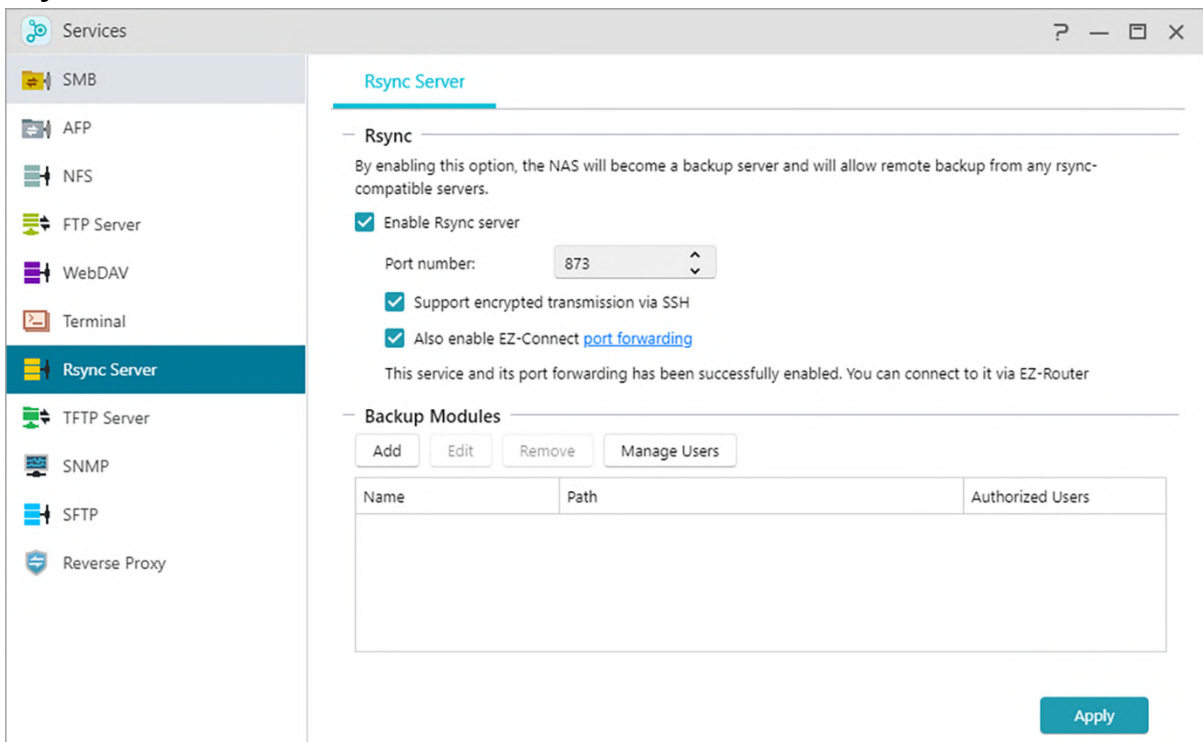 Services
SMB
AFP
NFS
FTP Server
WebDAV
Terminal
Rsync Server
TFTP Server
SNMP
SFTP
Reverse Proxy
Rsync Server
Rsync
By enabling this option, the NAS will become a backup server and will allow remote backup from any rsync-
compatible servers.
Enable Rsync server
Port number: 873
Support encrypted transmission via SSH
Also enable EZ-Connect port forwarding
This service and its port forwarding has been successfully enabled. You can connect to it via EZ-Router
Backup Modules
Add Edit Remove Manage Users
Name Path Authorized Users
Apply